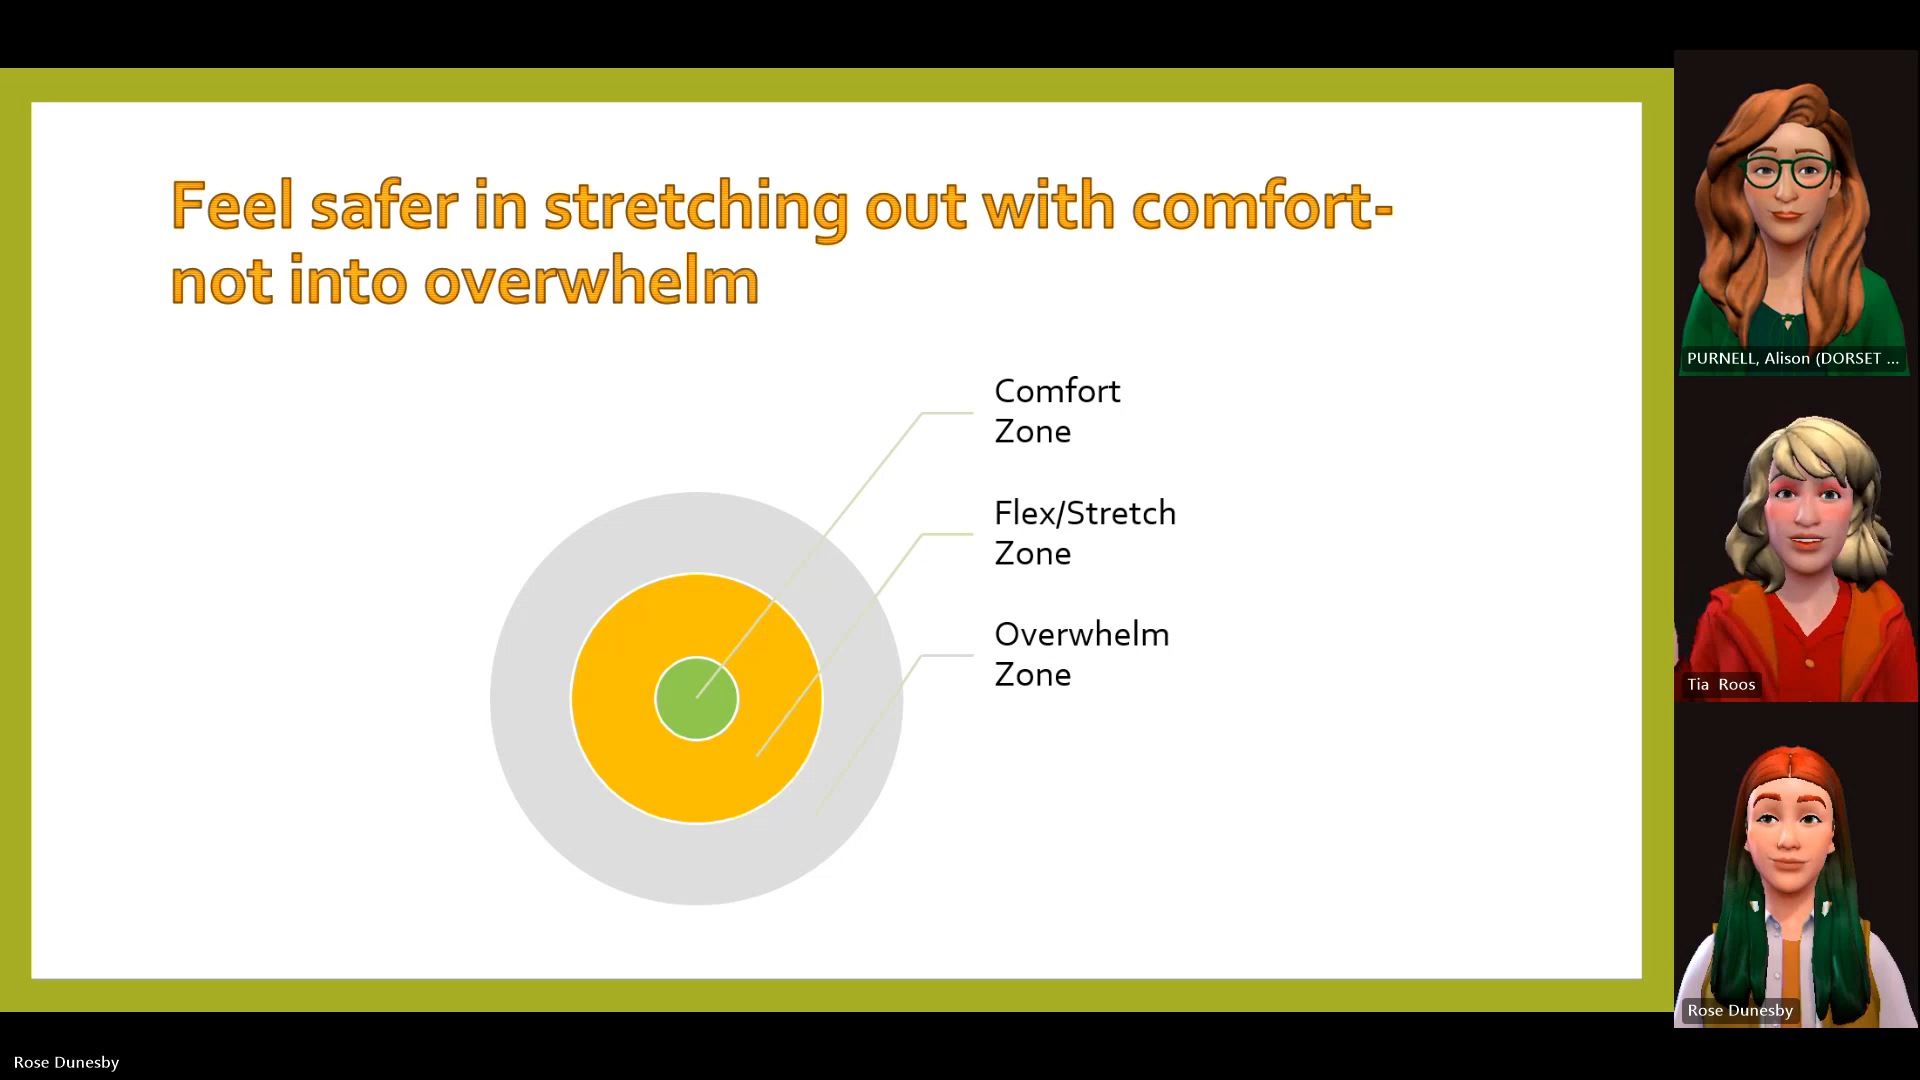 Feel safer in stretching out with comfort-
not into overwhelm
Comfort
Zone
Flex/Stretch
Zone
Overwhelm
Zone
PURNELL, Alison (DORSET ...
Tia Roos
Rose Dunesby
Rose Dunesby